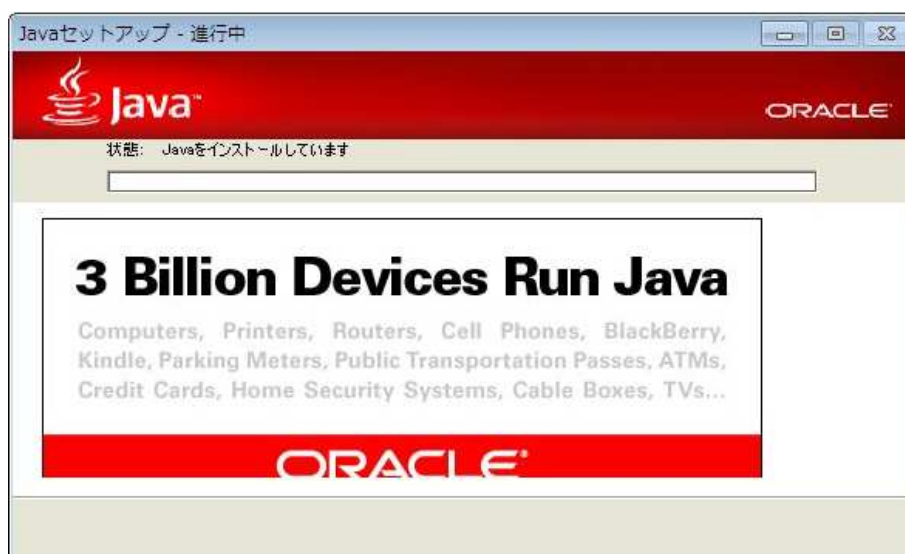 Javaセットアップ - 進行中
Java™
ORACLE
状態: Javaをインストールしています
3 Billion Devices Run Java
Computers, Printers, Routers, Cell Phones, BlackBerry,
Kindle, Parking Meters, Public Transportation Passes, ATMs,
Credit Cards, Home Security Systems, Cable Boxes, TVs...
ORACLE